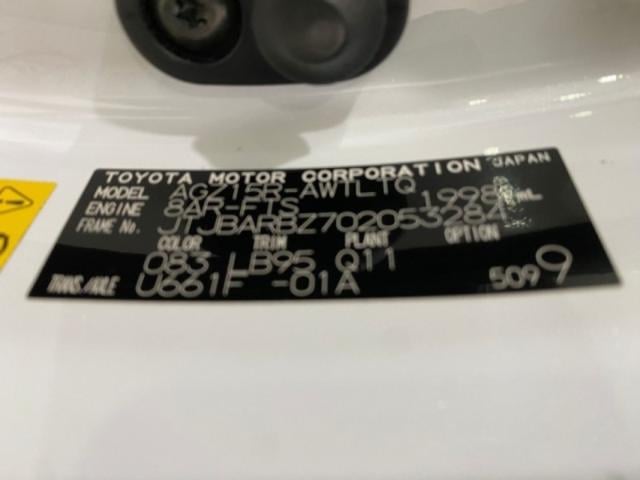 TOYOTA MOTOR CORPORATION JAPAN
MODEL AGZ15R-AWTLTQ
ENGINE 8AR-FTS 1998 mL
FRAME No. JTJBARBZ702053284
COLOR TRIM PLANT OPTION
083 LB95 Q11
TRANS./AXLE U661F -01A 5099